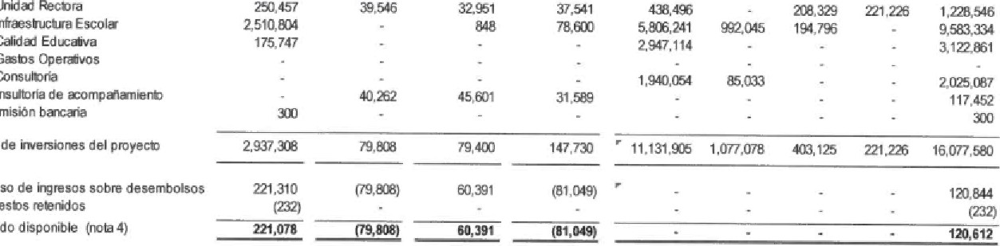 Unidad Rectora 250,457 39,546 32,951 37,541 438,496 - 208,329 221,226 1,228,546
nfraestructura Escolar 2,510,804 - 848 78,600 5,806,241 992,045 194,796 - 9,583,334
Calidad Educativa 175,747 - - - 2,947,114 - - - 3,122,861
Gastos Operativos - - - - - - - - -
Consultoría - - - - 1,940,054 85,033 - - 2,025,087
nsultoría de acompañamiento - 40,262 45,601 31,589 - - - - 117,452
misión bancaria 300 - - - - - - - 300
de inversiones del proyecto 2,937,308 79,808 79,400 147,730 11,131,905 1,077,078 403,125 221,226 16,077,580
so de ingresos sobre desembolsos 221,310 (79,808) 60,391 (81,049) - - - - 120,844
estos retenidos (232) - - - - - - - (232)
do disponible (nota 4) 221,078 (79,808) 60,391 (81,049) - - - - 120,612